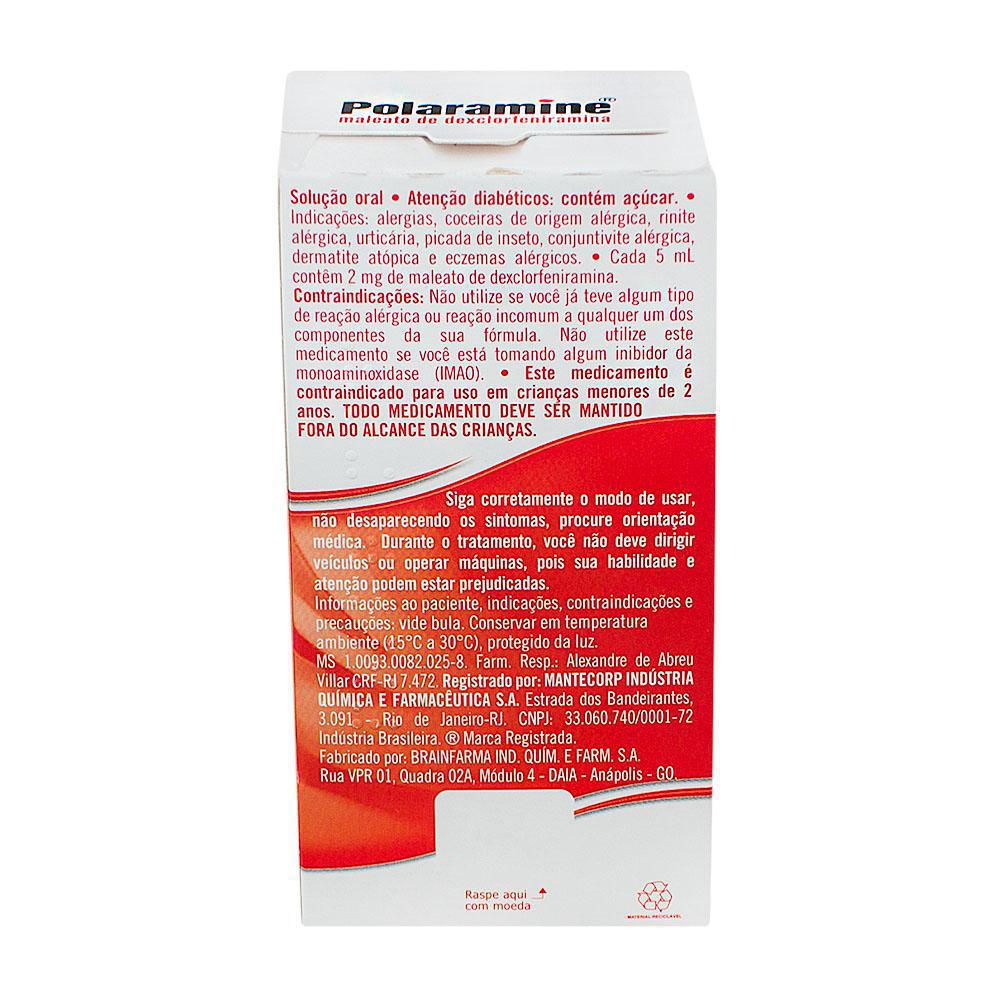 Polaramine®
maleato de dexclorfeniramina
Solução oral • Atenção diabéticos: contém açúcar. •
Indicações: alergias, coceiras de origem alérgica, rinite
alérgica, urticária, picada de inseto, conjuntivite alérgica,
dermatite atópica e eczemas alérgicos. • Cada 5 mL
contêm 2 mg de maleato de dexclorfeniramina.
Contraindicações: Não utilize se você já teve algum tipo
de reação alérgica ou reação incomum a qualquer um dos
componentes da sua fórmula. Não utilize este
medicamento se você está tomando algum inibidor da
monoaminoxidase (IMAO). • Este medicamento é
contraindicado para uso em crianças menores de 2
anos. TODO MEDICAMENTO DEVE SER MANTIDO
FORA DO ALCANCE DAS CRIANÇAS.
Siga corretamente o modo de usar,
não desaparecendo os sintomas, procure orientação
médica. Durante o tratamento, você não deve dirigir
veículos ou operar máquinas, pois sua habilidade e
atenção podem estar prejudicadas.
Informações ao paciente, indicações, contraindicações e
precauções: vide bula. Conservar em temperatura
ambiente (15°C a 30°C), protegido da luz.
MS 1.0093.0082.025-8. Farm. Resp.: Alexandre de Abreu
Villar CRF-RJ 7.472. Registrado por: MANTECORP INDÚSTRIA
QUÍMICA E FARMACÊUTICA S.A. Estrada dos Bandeirantes,
3.091 - Rio de Janeiro-RJ. CNPJ: 33.060.740/0001-72
Indústria Brasileira. ® Marca Registrada.
Fabricado por: BRAINFARMA IND. QUÍM. E FARM. S.A.
Rua VPR 01, Quadra 02A, Módulo 4 - DAIA - Anápolis - GO.
Raspe aqui
com moeda
MATERIAL RECICLÁVEL